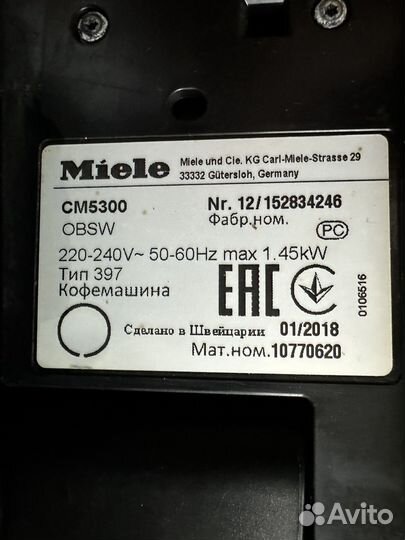 Miele
Miele und Cie. KG Carl-Miele-Strasse 29
33332 Gütersloh, Germany
CM5300
Nr. 12/152834246
OBSW
Фабр.ном.
PC
220-240V~ 50-60Hz max 1.45kW
Тип 397
Кофемашина
EAC
0106516
Сделано в Швейцарии 01/2018
Мат.ном.10770620
Avito